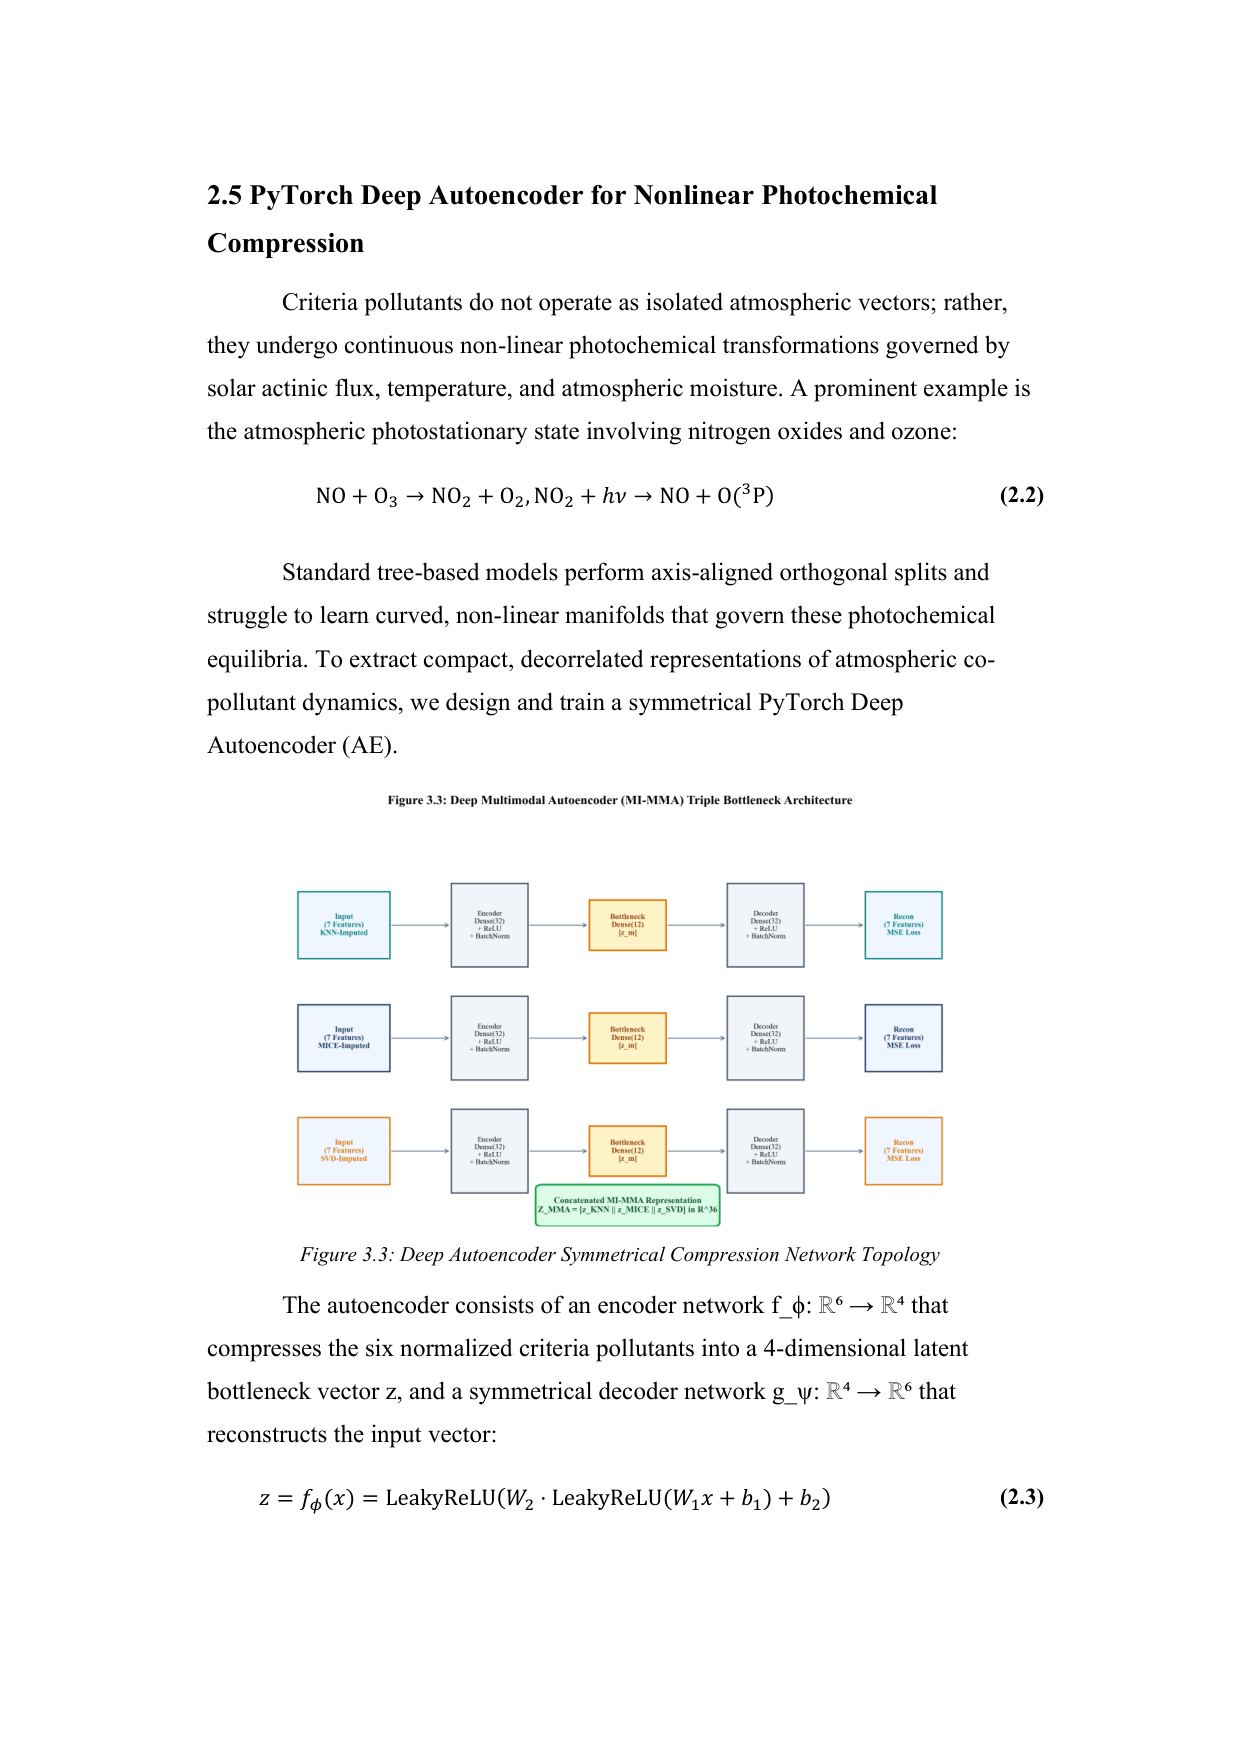 2.5 PyTorch Deep Autoencoder for Nonlinear Photochemical
Compression
Criteria pollutants do not operate as isolated atmospheric vectors; rather,
they undergo continuous non-linear photochemical transformations governed by
solar actinic flux, temperature, and atmospheric moisture. A prominent example is
the atmospheric photostationary state involving nitrogen oxides and ozone:
NO + O₃ → NO₂ + O₂, NO₂ + hν → NO + O(³P) (2.2)
Standard tree-based models perform axis-aligned orthogonal splits and
struggle to learn curved, non-linear manifolds that govern these photochemical
equilibria. To extract compact, decorrelated representations of atmospheric co-
pollutant dynamics, we design and train a symmetrical PyTorch Deep
Autoencoder (AE).
Figure 3.3: Deep Multimodal Autoencoder (MI-MMA) Triple Bottleneck Architecture
Input
(7 Features)
KNN-Imputed
Encoder
Dense(32)
+ ReLU
+ BatchNorm
Bottleneck
Dense(12)
[z_m]
Decoder
Dense(32)
+ ReLU
+ BatchNorm
Recon
(7 Features)
MSE Loss
Input
(7 Features)
MICE-Imputed
Encoder
Dense(32)
+ ReLU
+ BatchNorm
Bottleneck
Dense(12)
[z_m]
Decoder
Dense(32)
+ ReLU
+ BatchNorm
Recon
(7 Features)
MSE Loss
Input
(7 Features)
SVD-Imputed
Encoder
Dense(32)
+ ReLU
+ BatchNorm
Bottleneck
Dense(12)
[z_m]
Decoder
Dense(32)
+ ReLU
+ BatchNorm
Recon
(7 Features)
MSE Loss
Concatenated MI-MMA Representation
Z_MMA = [z_KNN || z_MICE || z_SVD] in R^36
Figure 3.3: Deep Autoencoder Symmetrical Compression Network Topology
The autoencoder consists of an encoder network f_ϕ: ℝ⁶ → ℝ⁴ that
compresses the six normalized criteria pollutants into a 4-dimensional latent
bottleneck vector z, and a symmetrical decoder network g_ψ: ℝ⁴ → ℝ⁶ that
reconstructs the input vector:
z = f_ϕ(x) = LeakyReLU(W₂ · LeakyReLU(W₁x + b₁) + b₂) (2.3)